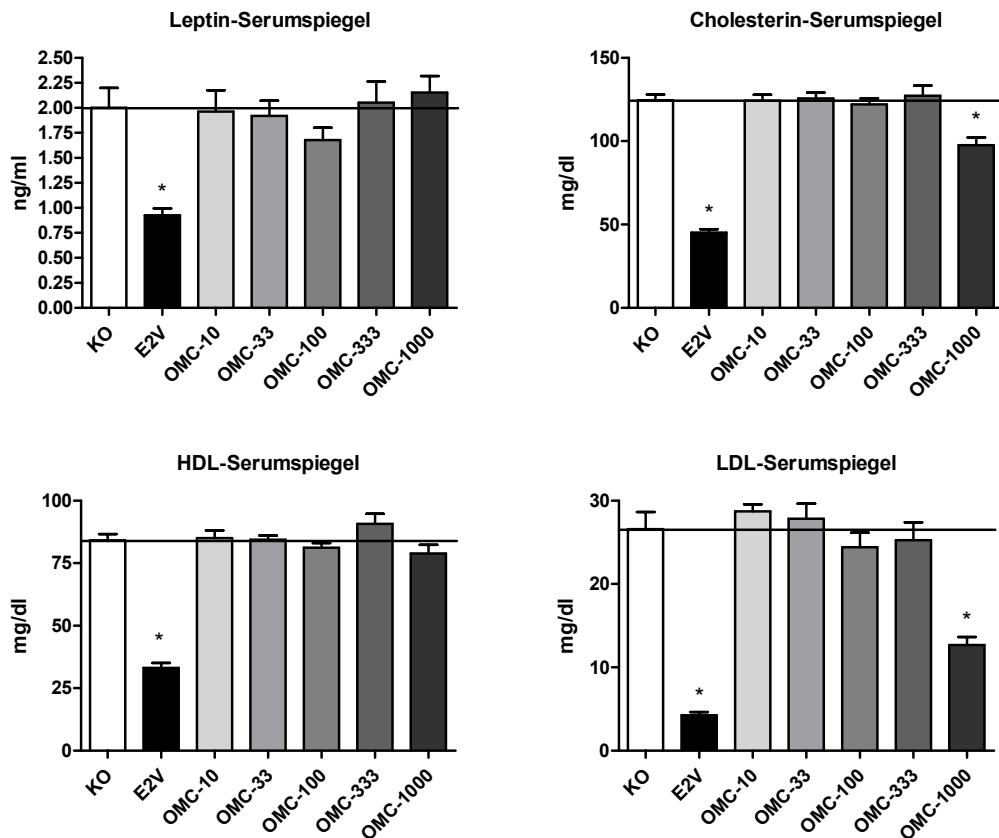 Leptin-Serumspiegel
2.50
2.25
2.00
1.75
1.50
1.25
1.00
0.75
0.50
0.25
0.00
ng/ml
*
KO
E2V
OMC-10
OMC-33
OMC-100
OMC-333
OMC-1000
Cholesterin-Serumspiegel
150
100
50
0
mg/dl
*
*
KO
E2V
OMC-10
OMC-33
OMC-100
OMC-333
OMC-1000
HDL-Serumspiegel
100
75
50
25
0
mg/dl
*
KO
E2V
OMC-10
OMC-33
OMC-100
OMC-333
OMC-1000
LDL-Serumspiegel
30
20
10
0
mg/dl
*
*
KO
E2V
OMC-10
OMC-33
OMC-100
OMC-333
OMC-1000